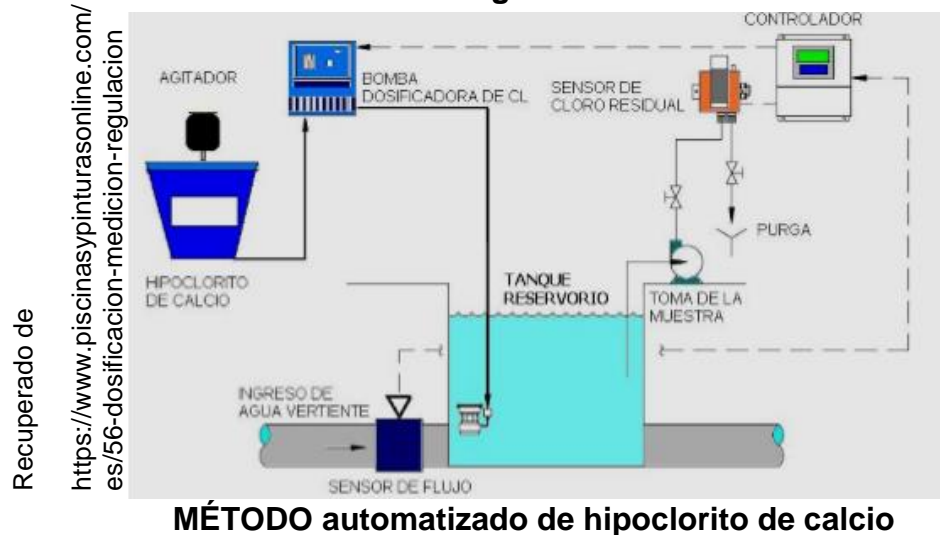 Recuperado de
https://www.piscinasypinturasonline.com/
es/56-dosificacion-medicion-regulacion
CONTROLADOR
AGITADOR
BOMBA
DOSIFICADORA DE CL
SENSOR DE
CLORO RESIDUAL
PURGA
HIPOCLORITO
DE CALCIO
TANQUE
RESERVORIO
TOMA DE LA
MUESTRA
INGRESO DE
AGUA VERTIENTE
SENSOR DE FLUJO
MÉTODO automatizado de hipoclorito de calcio